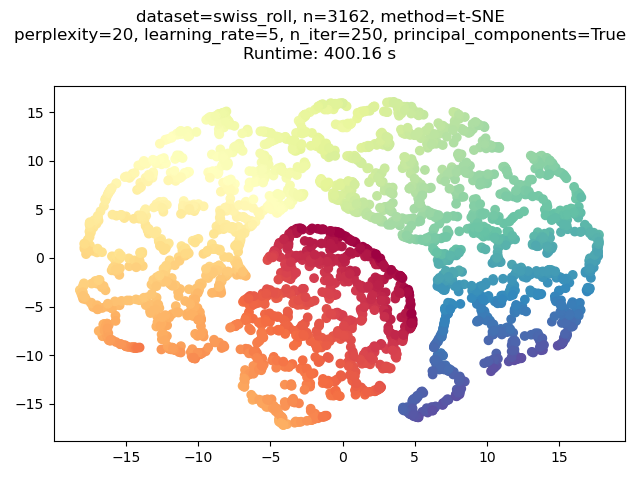 dataset=swiss_roll, n=3162, method=t-SNE
perplexity=20, learning_rate=5, n_iter=250, principal_components=True
Runtime: 400.16 s
15
10
5
0
−5
−10
−15
−15 −10 −5 0 5 10 15